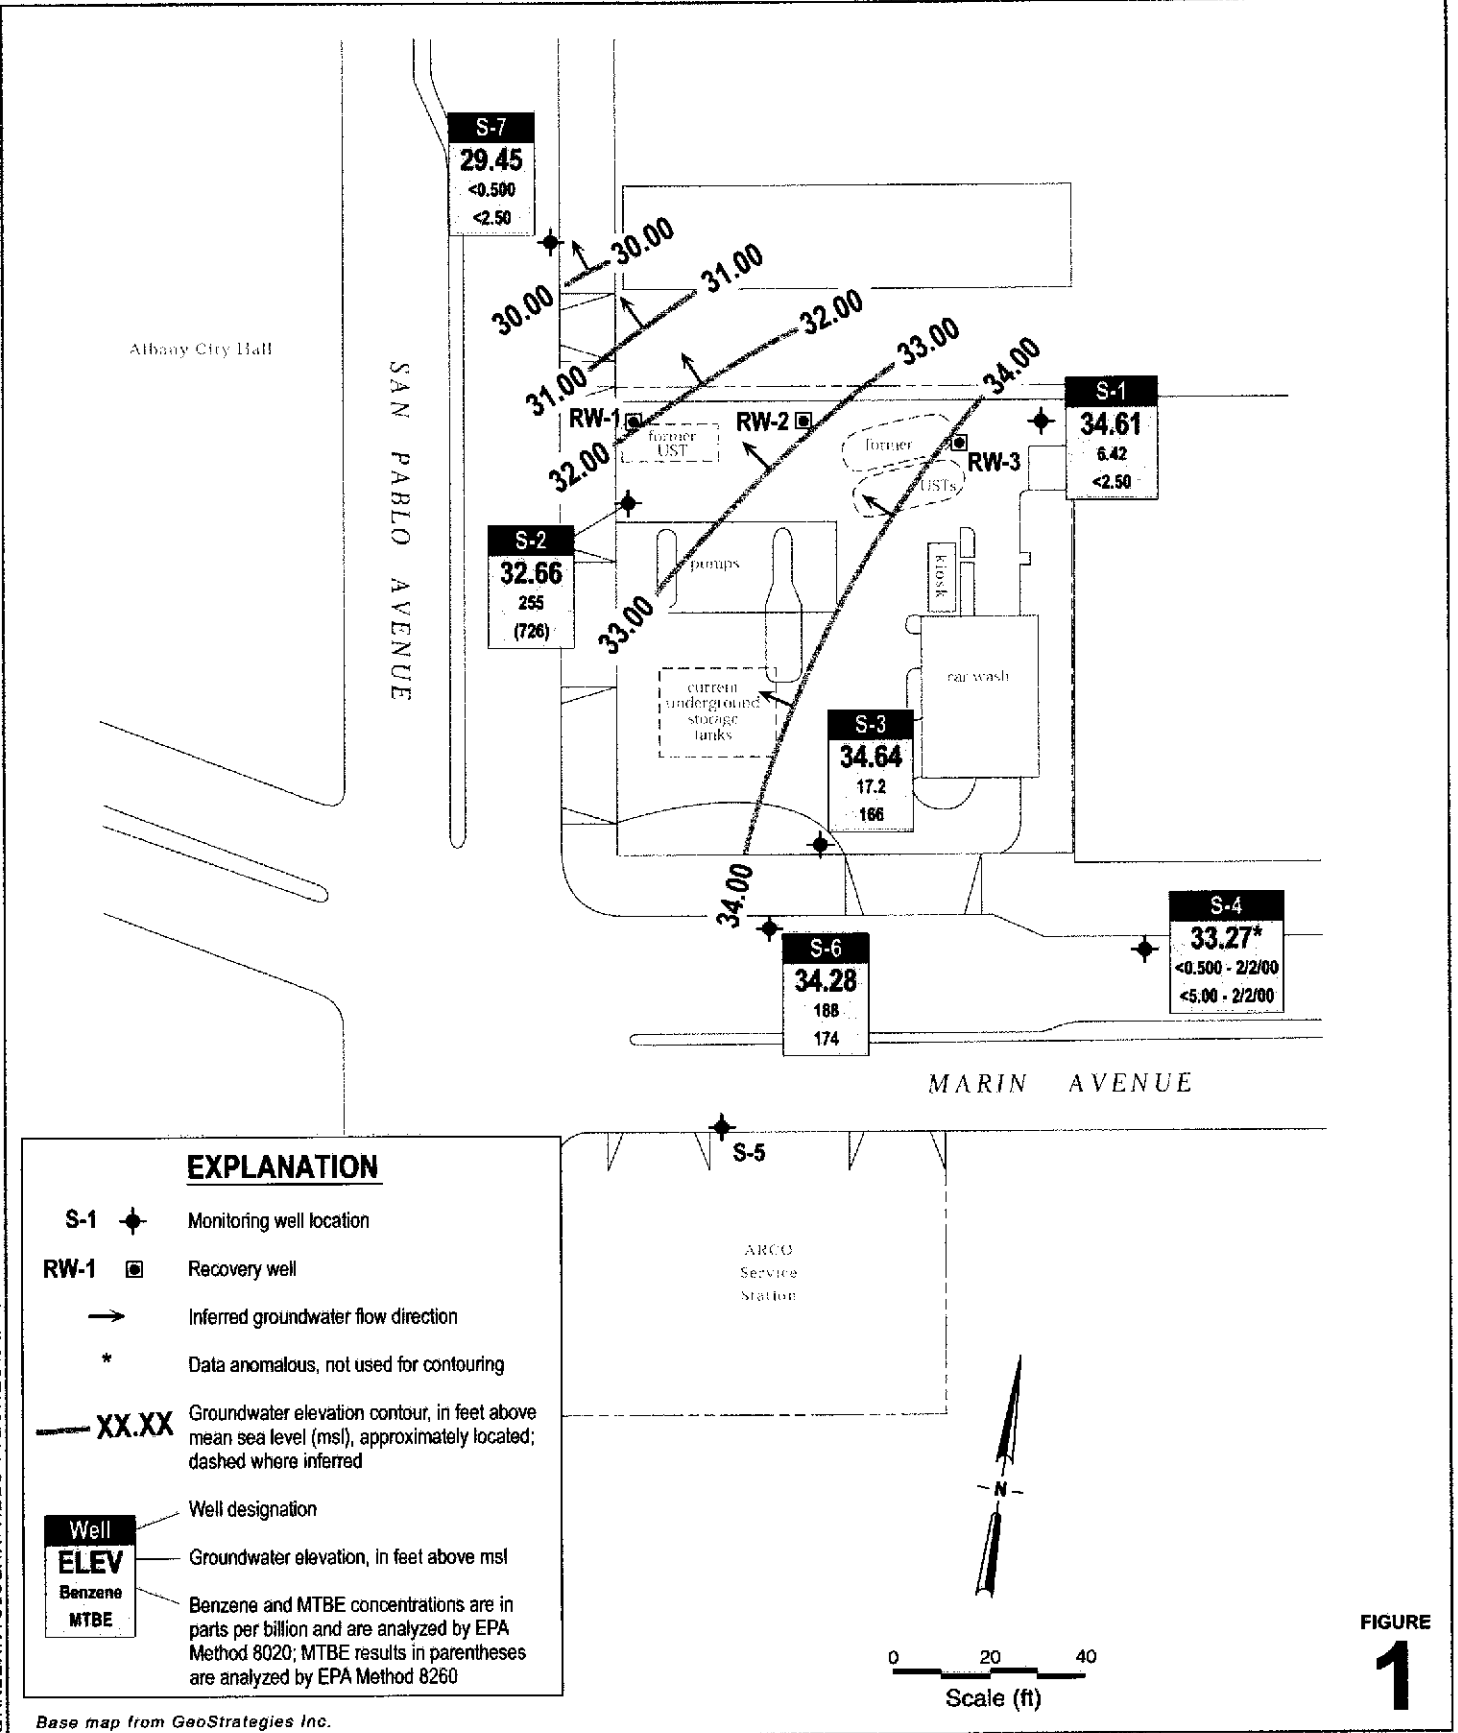 S-7
29.45
<0.500
<2.50
30.00
30.00
31.00
31.00
32.00
32.00
33.00
33.00
34.00
34.00
Albany City Hall
SAN PABLO AVENUE
RW-1
RW-2
RW-3
former
UST
former
USTs
S-1
34.61
6.42
<2.50
S-2
32.66
255
(726)
pumps
kiosk
car wash
current
underground
storage
tanks
S-3
34.64
17.2
166
S-4
33.27*
<0.500 - 2/2/00
<5.00 - 2/2/00
S-6
34.28
188
174
MARIN AVENUE
S-5
ARCO
Service
Station
EXPLANATION
S-1 Monitoring well location
RW-1 Recovery well
Inferred groundwater flow direction
* Data anomalous, not used for contouring
XX.XX Groundwater elevation contour, in feet above
mean sea level (msl), approximately located;
dashed where inferred
Well
ELEV
Benzene
MTBE
Well designation
Groundwater elevation, in feet above msl
Benzene and MTBE concentrations are in
parts per billion and are analyzed by EPA
Method 8020; MTBE results in parentheses
are analyzed by EPA Method 8260
N
0 20 40
Scale (ft)
FIGURE
1
Base map from GeoStrategies Inc.